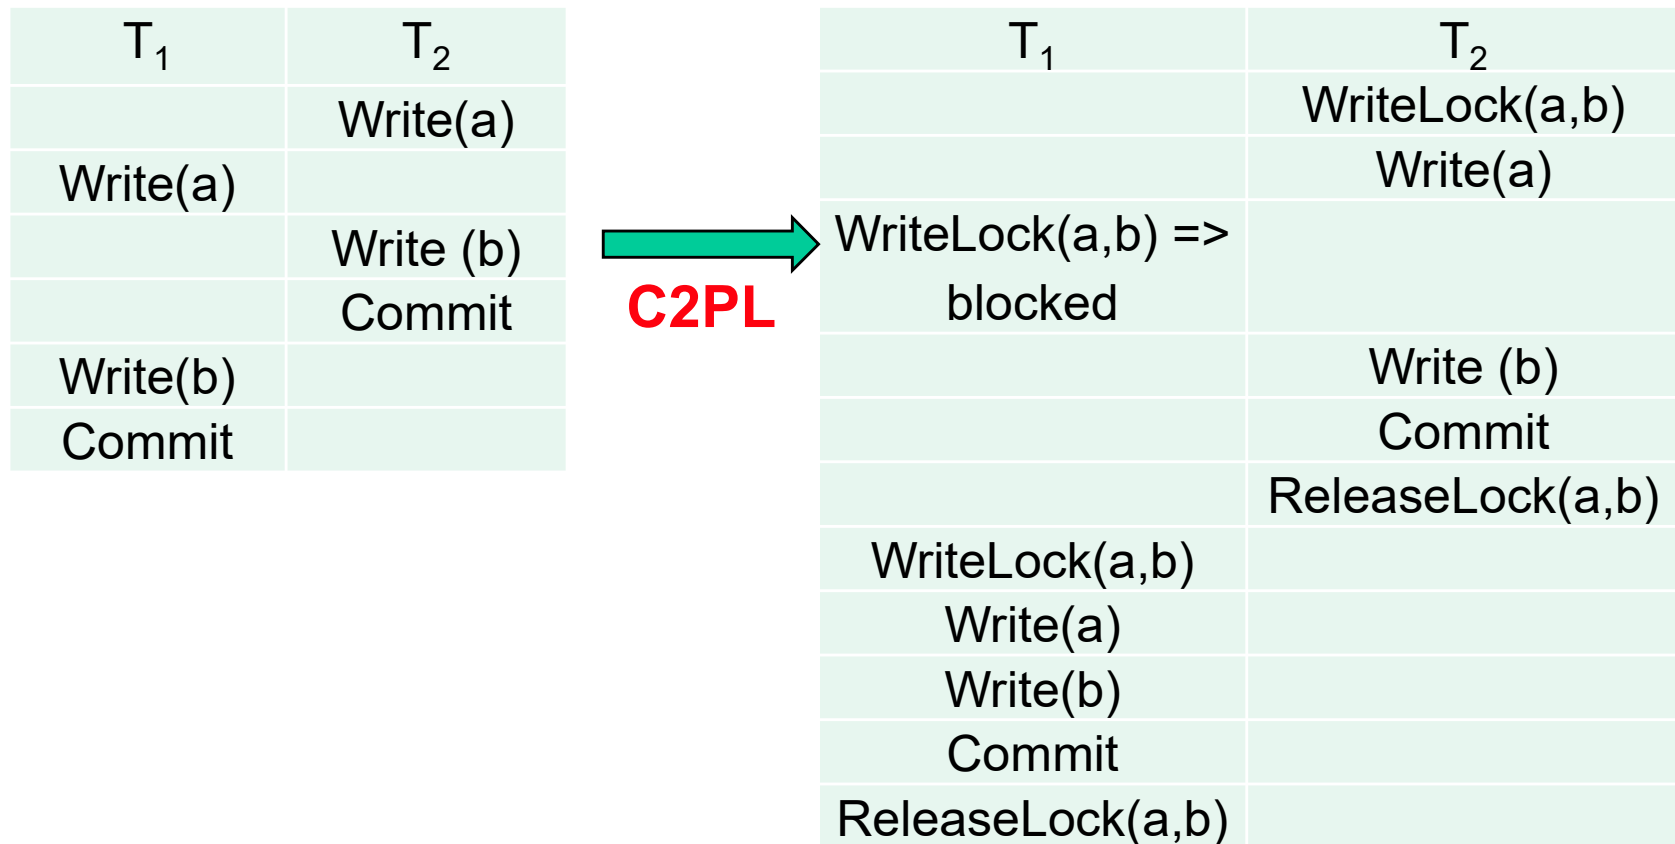 T₁ T₂
Write(a)
Write(a)
Write (b)
Commit
Write(b)
Commit
C2PL
T₁ T₂
WriteLock(a,b)
Write(a)
WriteLock(a,b) =>
blocked
Write (b)
Commit
ReleaseLock(a,b)
WriteLock(a,b)
Write(a)
Write(b)
Commit
ReleaseLock(a,b)